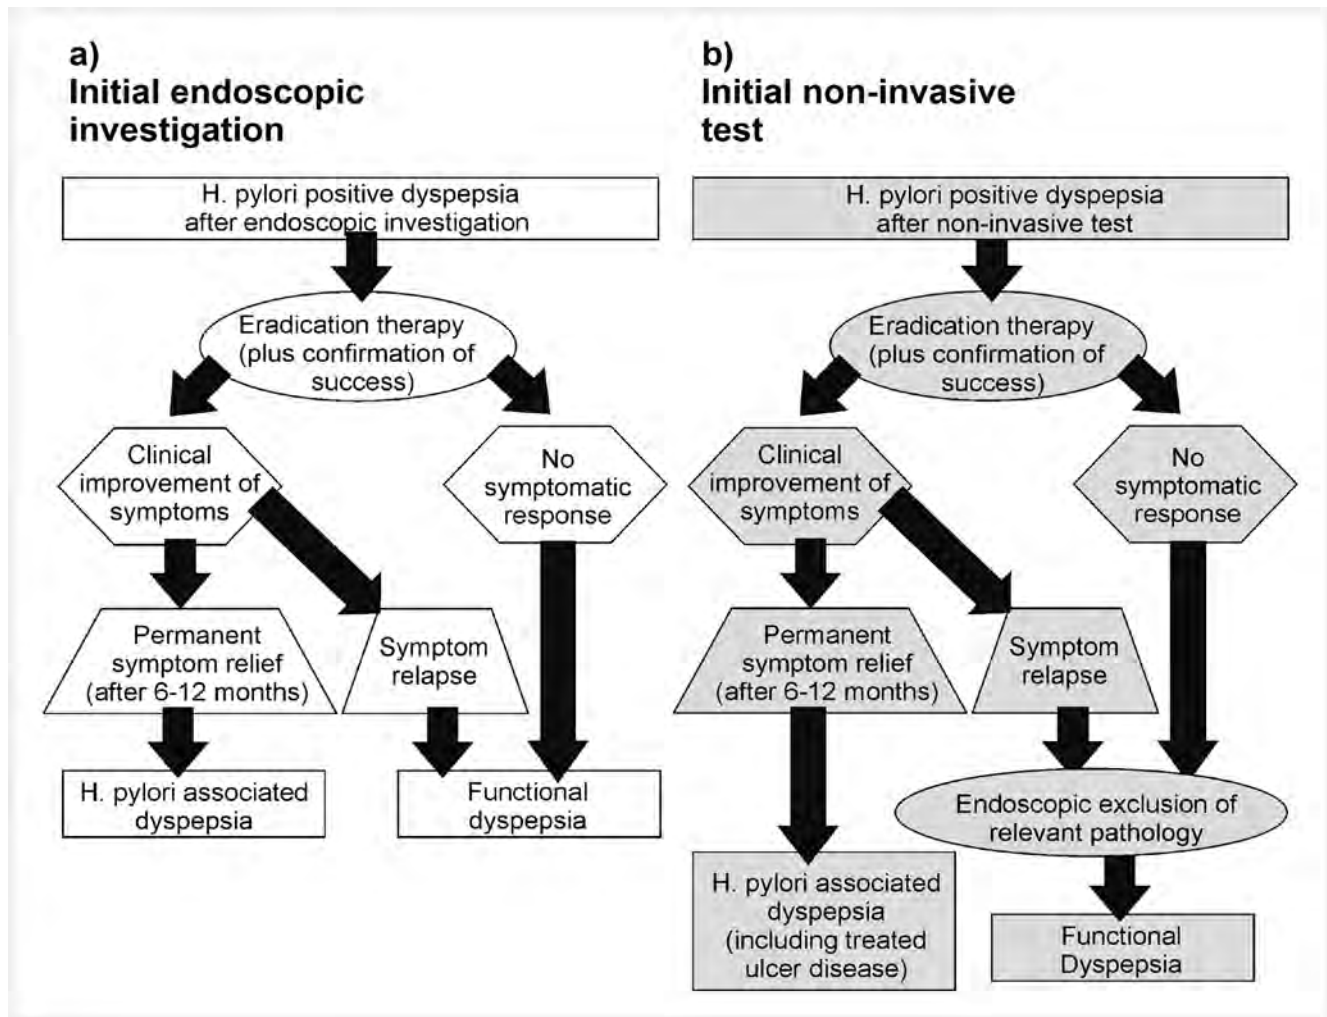 a)
Initial endoscopic
investigation
H. pylori positive dyspepsia
after endoscopic investigation
Eradication therapy
(plus confirmation of
success)
Clinical
improvement of
symptoms
No
symptomatic
response
Permanent
symptom relief
(after 6-12 months)
Symptom
relapse
H. pylori associated
dyspepsia
Functional
dyspepsia
b)
Initial non-invasive
test
H. pylori positive dyspepsia
after non-invasive test
Eradication therapy
(plus confirmation of
success)
Clinical
improvement of
symptoms
No
symptomatic
response
Permanent
symptom relief
(after 6-12 months)
Symptom
relapse
Endoscopic exclusion of
relevant pathology
H. pylori associated
dyspepsia
(including treated
ulcer disease)
Functional
Dyspepsia